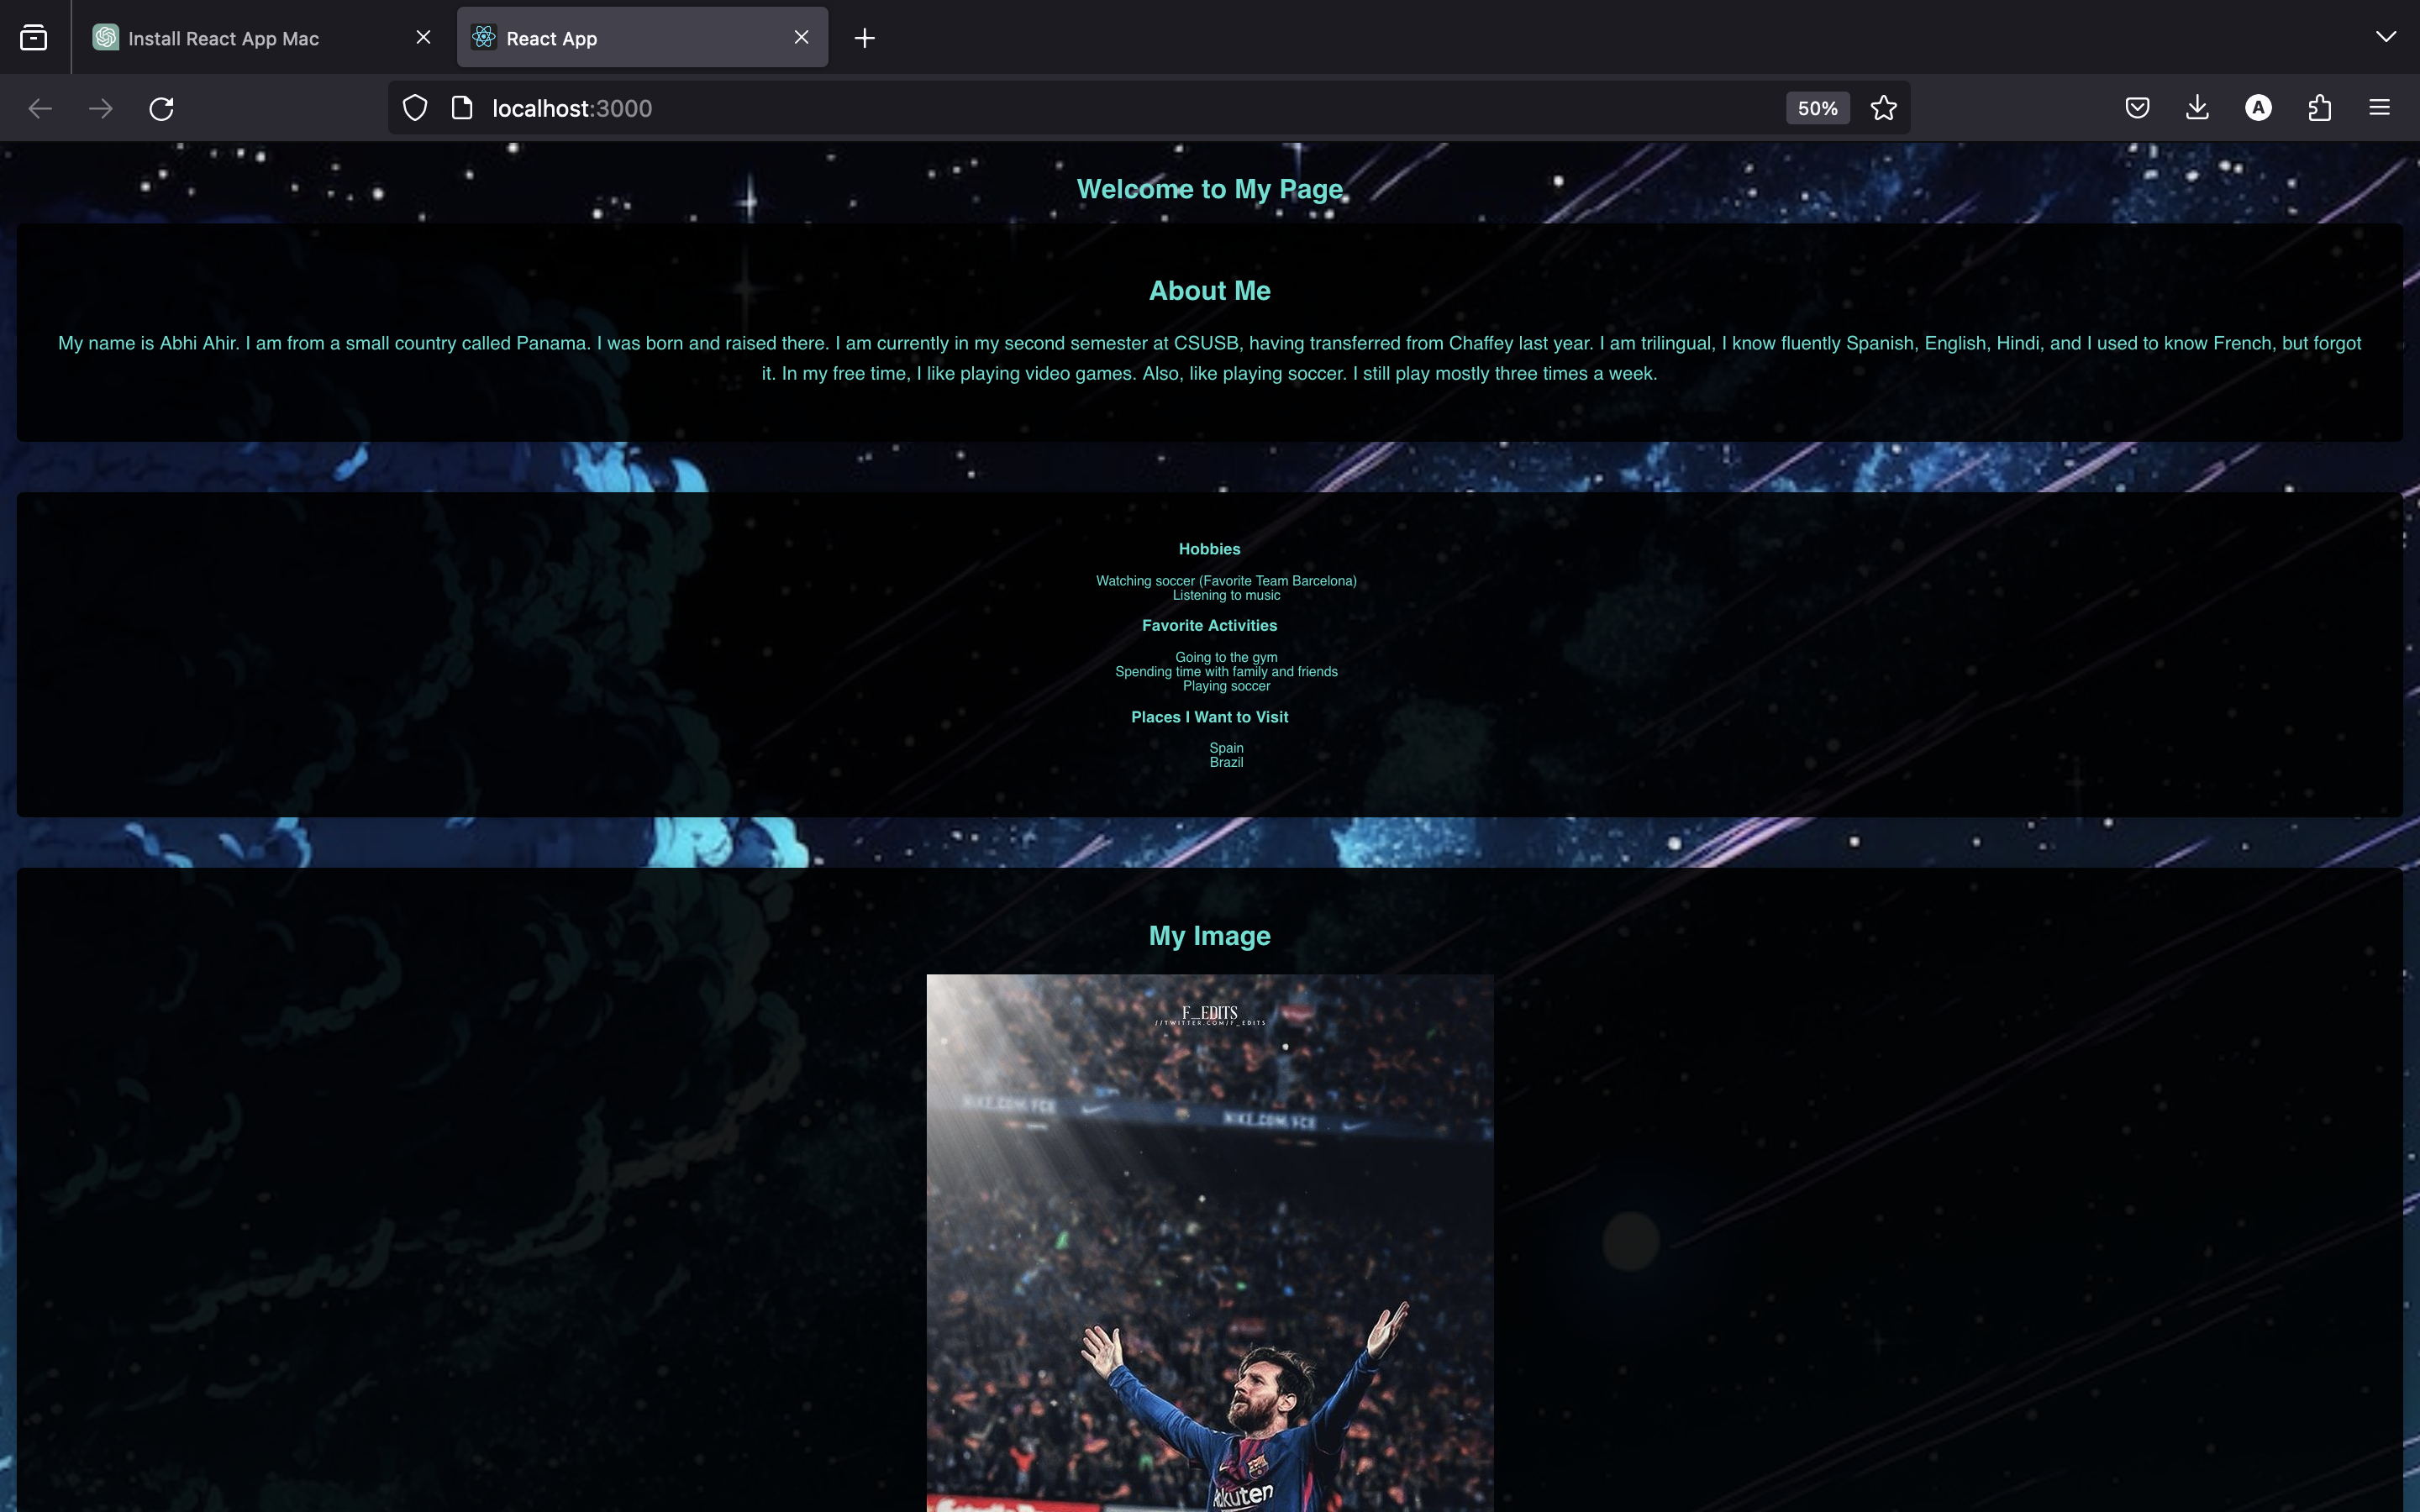 Install React App Mac
React App
localhost:3000
50%
A
Welcome to My Page
About Me
My name is Abhi Ahir. I am from a small country called Panama. I was born and raised there. I am currently in my second semester at CSUSB, having transferred from Chaffey last year. I am trilingual, I know fluently Spanish, English, Hindi, and I used to know French, but forgot
it. In my free time, I like playing video games. Also, like playing soccer. I still play mostly three times a week.
Hobbies
Watching soccer (Favorite Team Barcelona)
Listening to music
Favorite Activities
Going to the gym
Spending time with family and friends
Playing soccer
Places I Want to Visit
Spain
Brazil
My Image
F_EDITS
//TWITTER.COM/F_EDITS
NIKE.COM/FCB
NIKE.COM/FCB
Rakuten